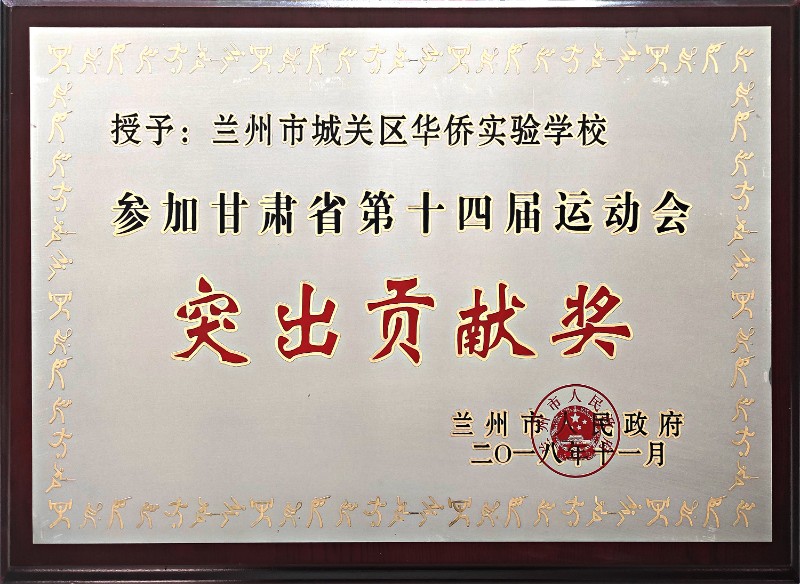 授予：兰州市城关区华侨实验学校
参加甘肃省第十四届运动会
突出贡献奖
兰州市人民政府
二〇一八年十一月